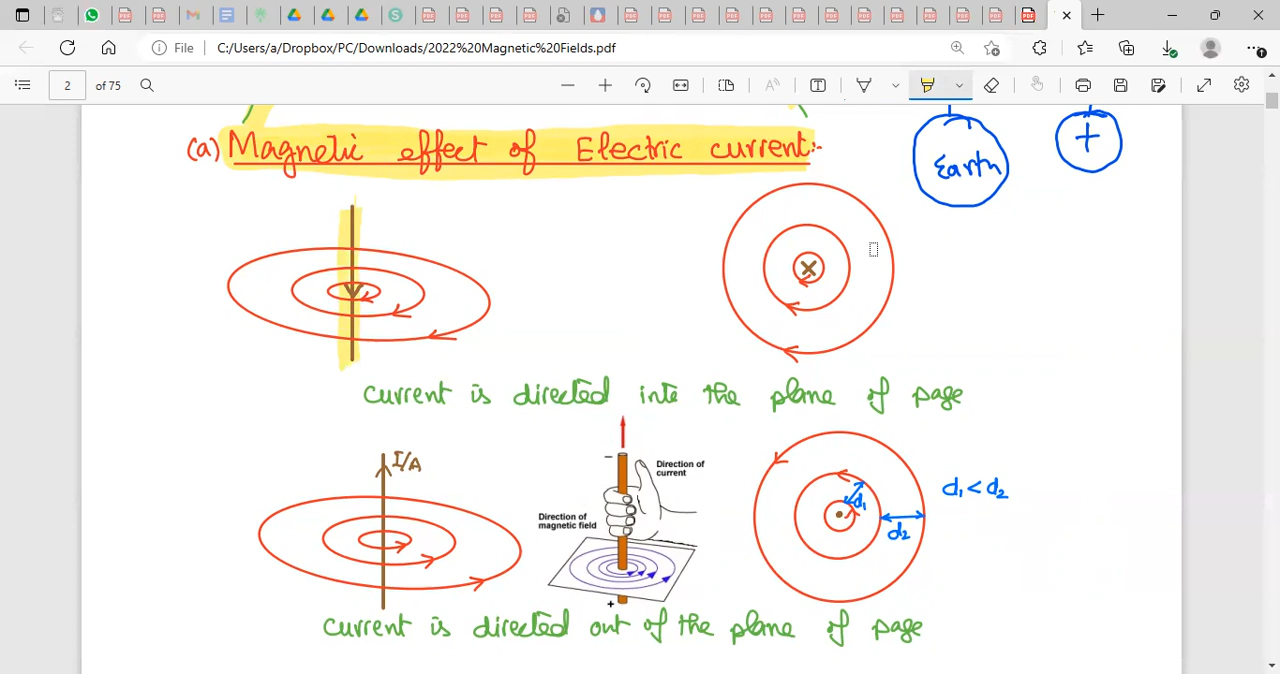 File
C:/Users/a/Dropbox/PC/Downloads/2022%20Magnetic%20Fields.pdf
2 of 75
(a) Magnetic effect of Electric current:-
Earth
+
×
current is directed into the plane of page
I/A
−
Direction of
current
Direction of
magnetic field
+
d₁
d₂
d₁ < d₂
current is directed out of the plane of page